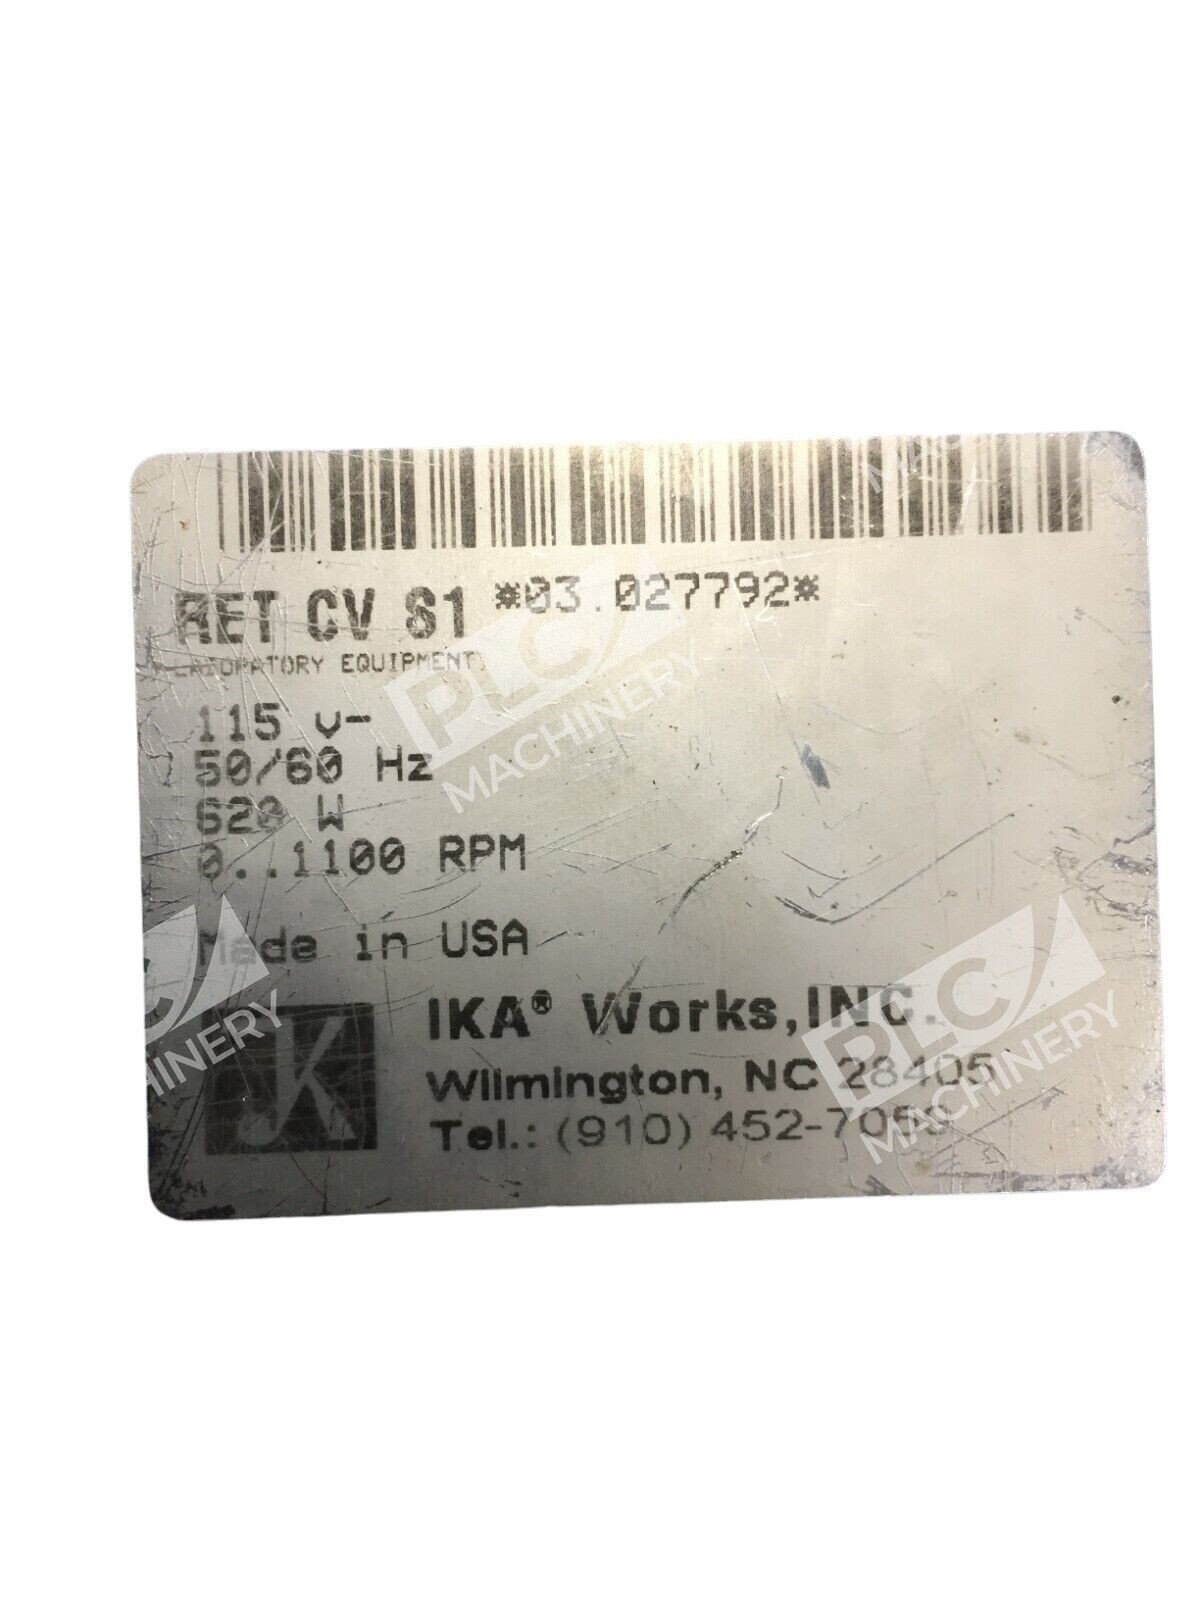 RET CV S1 *03.027792*
LABORATORY EQUIPMENT
115 V~
50/60 Hz
620 W
0..1100 RPM
Made in USA
IKA® Works, INC.
Wilmington, NC 28405
Tel.: (910) 452-7059
PLC
MACHINERY
PLC
MACHINERY
PLC
MACHINERY